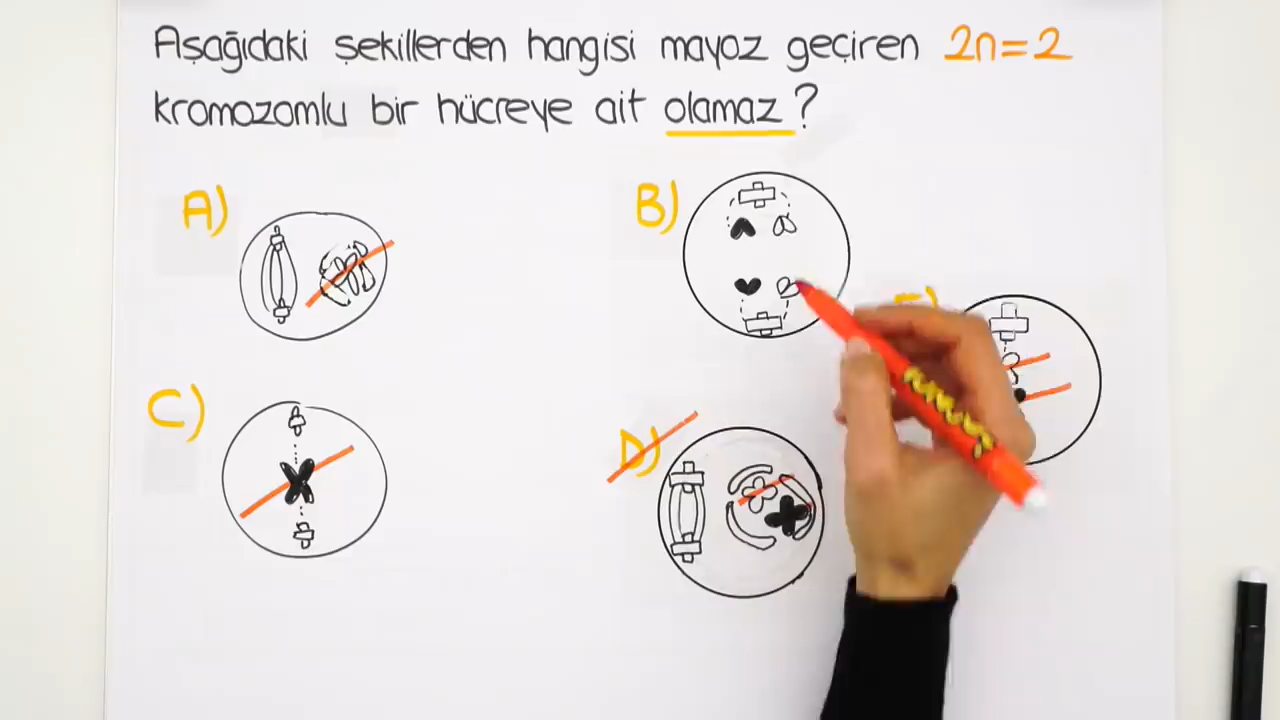 Aşağıdaki şekillerden hangisi mayoz geçiren 2n=2
kromozomlu bir hücreye ait olamaz?
A)
B)
C)
D)